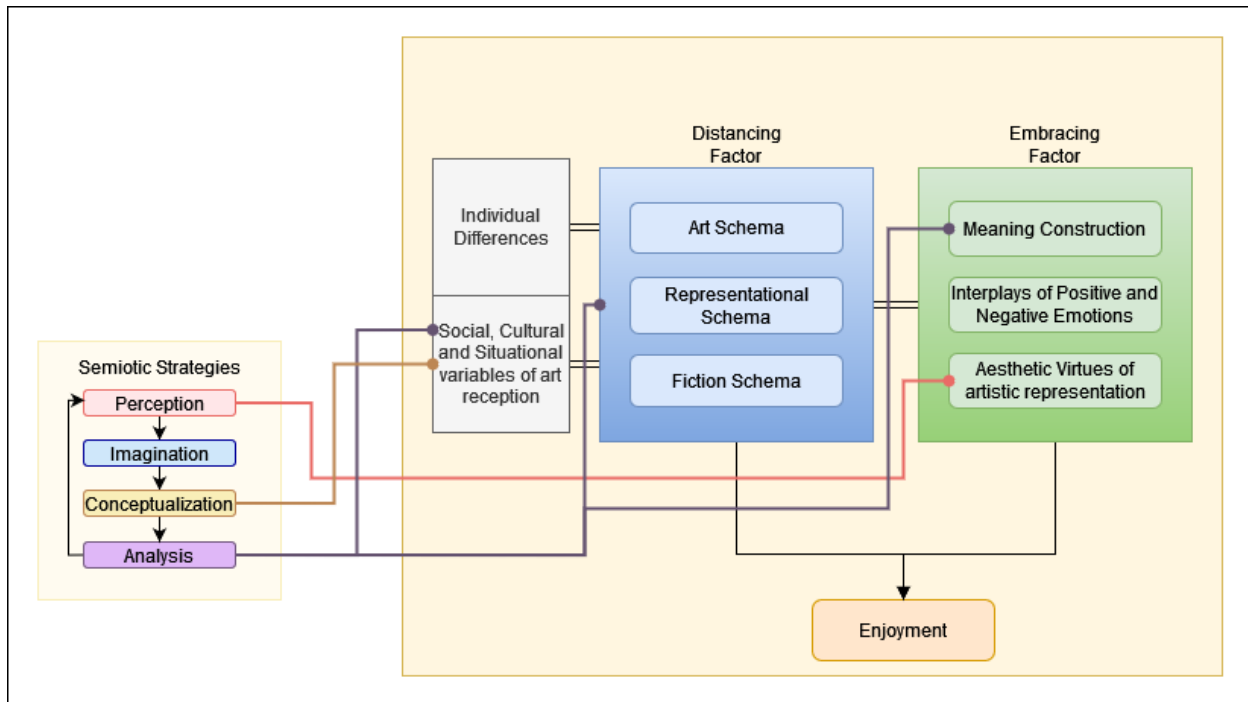 Semiotic Strategies
Perception
Imagination
Conceptualization
Analysis
Individual
Differences
Social, Cultural
and Situational
variables of art
reception
Distancing
Factor
Art Schema
Representational
Schema
Fiction Schema
Embracing
Factor
Meaning Construction
Interplays of Positive and
Negative Emotions
Aesthetic Virtues of
artistic representation
Enjoyment